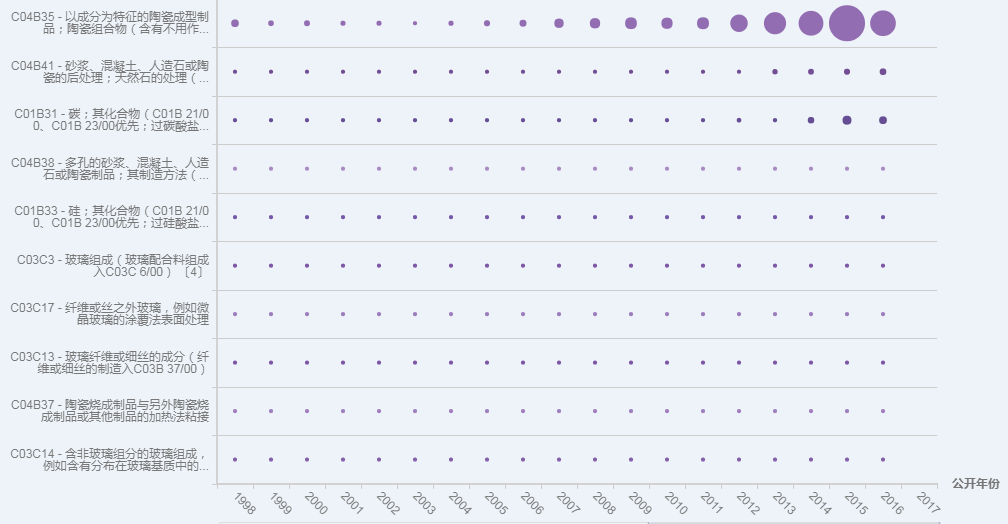 C04B35 - 以成分为特征的陶瓷成型制
品；陶瓷组合物（含有不用作...
C04B41 - 砂浆、混凝土、人造石或陶
瓷的后处理；天然石的处理（...
C01B31 - 碳；其化合物（C01B 21/0
0、C01B 23/00优先；过碳酸盐...
C04B38 - 多孔的砂浆、混凝土、人造
石或陶瓷制品；其制造方法（...
C01B33 - 硅；其化合物（C01B 21/0
0、C01B 23/00优先；过硅酸盐...
C03C3 - 玻璃组成（玻璃配合料组成
入C03C 6/00）〔4〕
C03C17 - 纤维或丝之外玻璃，例如微
晶玻璃的涂覆法表面处理
C03C13 - 玻璃纤维或细丝的成分（纤
维或细丝的制造入C03B 37/00）
C04B37 - 陶瓷烧成制品与另外陶瓷烧
成制品或其他制品的加热法粘接
C03C14 - 含非玻璃组分的玻璃组成，
例如含有分布在玻璃基质中的...
公开年份
1998 1999 2000 2001 2002 2003 2004 2005 2006 2007 2008 2009 2010 2011 2012 2013 2014 2015 2016 2017